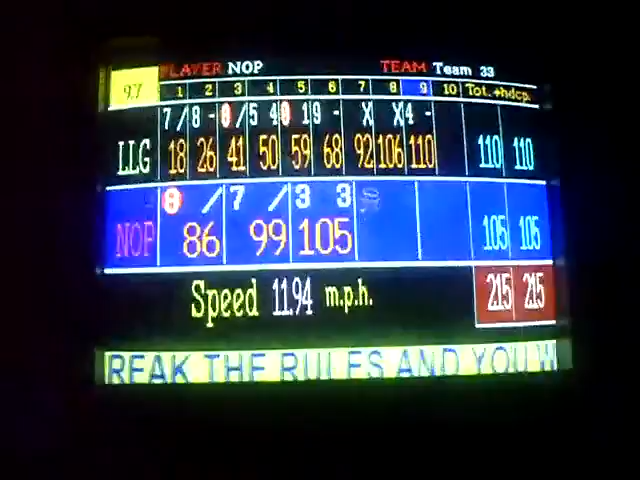 97 PLAYER NOP TEAM Team 33
1 2 3 4 5 6 7 8 9 10 Tot. +hdcp.
7 / 8 - 8 / 5 4 8 1 9 - X X 4 -
LLG 18 26 41 50 59 68 92 106 110 110 110
8 / 7 / 3 3
NOP 86 99 105 105 105
Speed 11.94 m.p.h. 215 215
REAK THE RULES AND YOU W